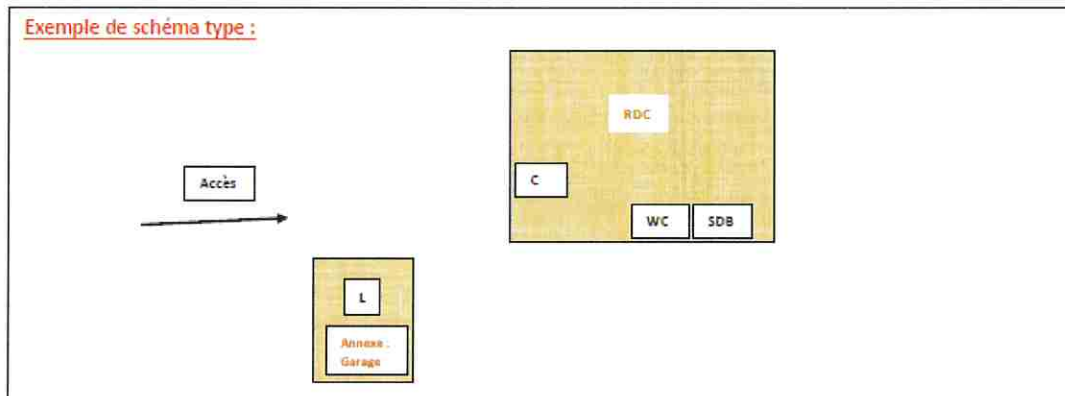 Exemple de schéma type :
RDC
Accès
C
WC
SDB
L
Annexe :
Garage